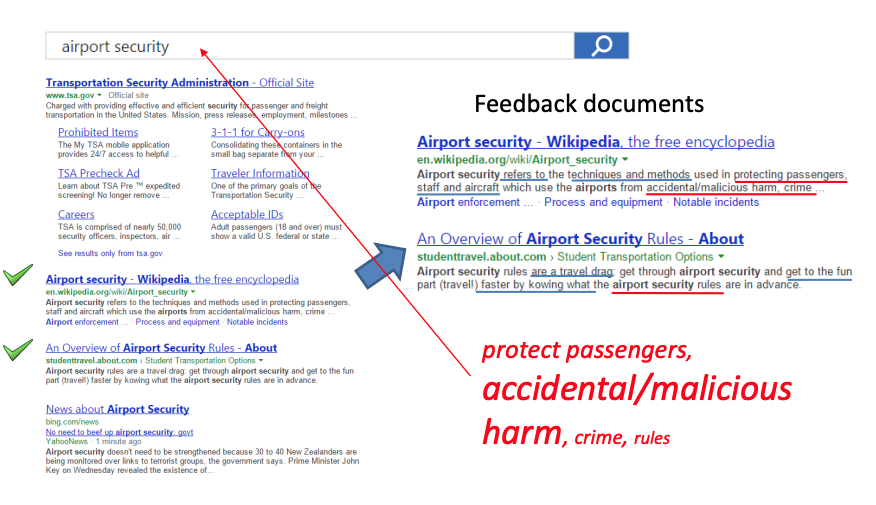 airport security
Transportation Security Administration - Official Site
www.tsa.gov Official site
Charged with providing effective and efficient security for passenger and freight
transportation in the United States. Mission, press releases, employment, milestones ...
Prohibited Items
The My TSA mobile application
provides 24/7 access to helpful ...
3-1-1 for Carry-ons
Consolidating these containers in the
small bag separate from your ...
TSA Precheck Ad
Learn about TSA Pre ™ expedited
screening! No longer remove ...
Traveler Information
One of the primary goals of the
Transportation Security ...
Careers
TSA is comprised of nearly 50,000
security officers, inspectors, air ...
Acceptable IDs
Adult passengers (18 and over) must
show a valid U.S. federal or state ...
See results only from tsa.gov
Airport security - Wikipedia, the free encyclopedia
en.wikipedia.org/wiki/Airport_security
Airport security refers to the techniques and methods used in protecting passengers,
staff and aircraft which use the airports from accidental/malicious harm, crime ...
Airport enforcement ... · Process and equipment · Notable incidents
An Overview of Airport Security Rules - About
studenttravel.about.com › Student Transportation Options
Airport security rules are a travel drag: get through airport security and get to the fun
part (travel!) faster by kowing what the airport security rules are in advance.
News about Airport Security
bing.com/news
No need to beef up airport security: govt
YahooNews · 1 minute ago
Airport security doesn't need to be strengthened because 30 to 40 New Zealanders are
being monitored over links to terrorist groups, the government says. Prime Minister John
Key on Wednesday revealed the existence of...
Feedback documents
Airport security - Wikipedia, the free encyclopedia
en.wikipedia.org/wiki/Airport_security
Airport security refers to the techniques and methods used in protecting passengers,
staff and aircraft which use the airports from accidental/malicious harm, crime ...
Airport enforcement ... · Process and equipment · Notable incidents
An Overview of Airport Security Rules - About
studenttravel.about.com › Student Transportation Options
Airport security rules are a travel drag: get through airport security and get to the fun
part (travel!) faster by kowing what the airport security rules are in advance.
protect passengers,
accidental/malicious
harm, crime, rules